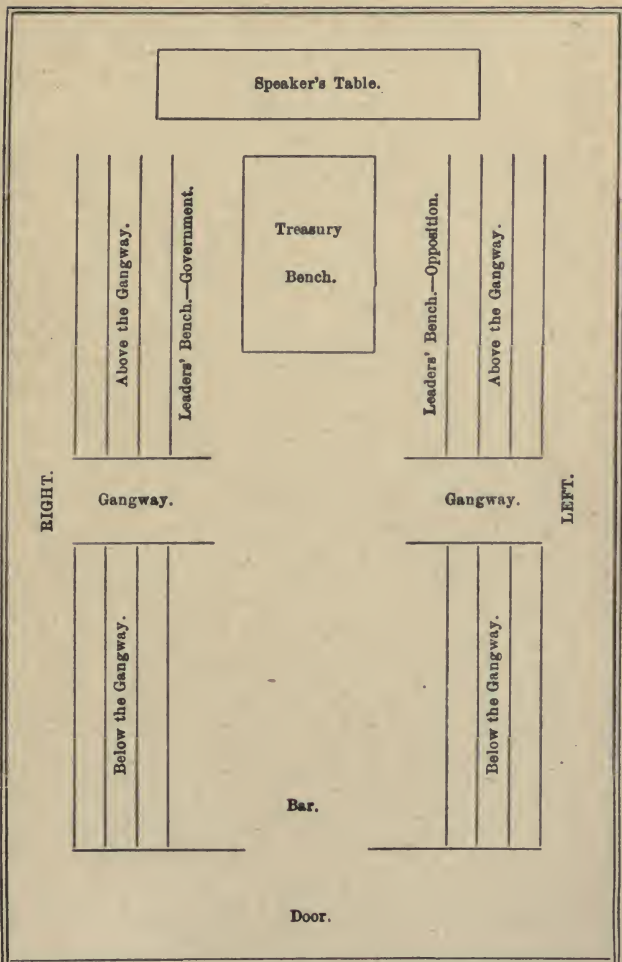 Speaker's Table.
Above the Gangway.
Leaders' Bench.—Government.
Treasury
Bench.
Leaders' Bench.—Opposition.
Above the Gangway.
RIGHT.
Gangway.
Gangway.
LEFT.
Below the Gangway.
Below the Gangway.
Bar.
Door.